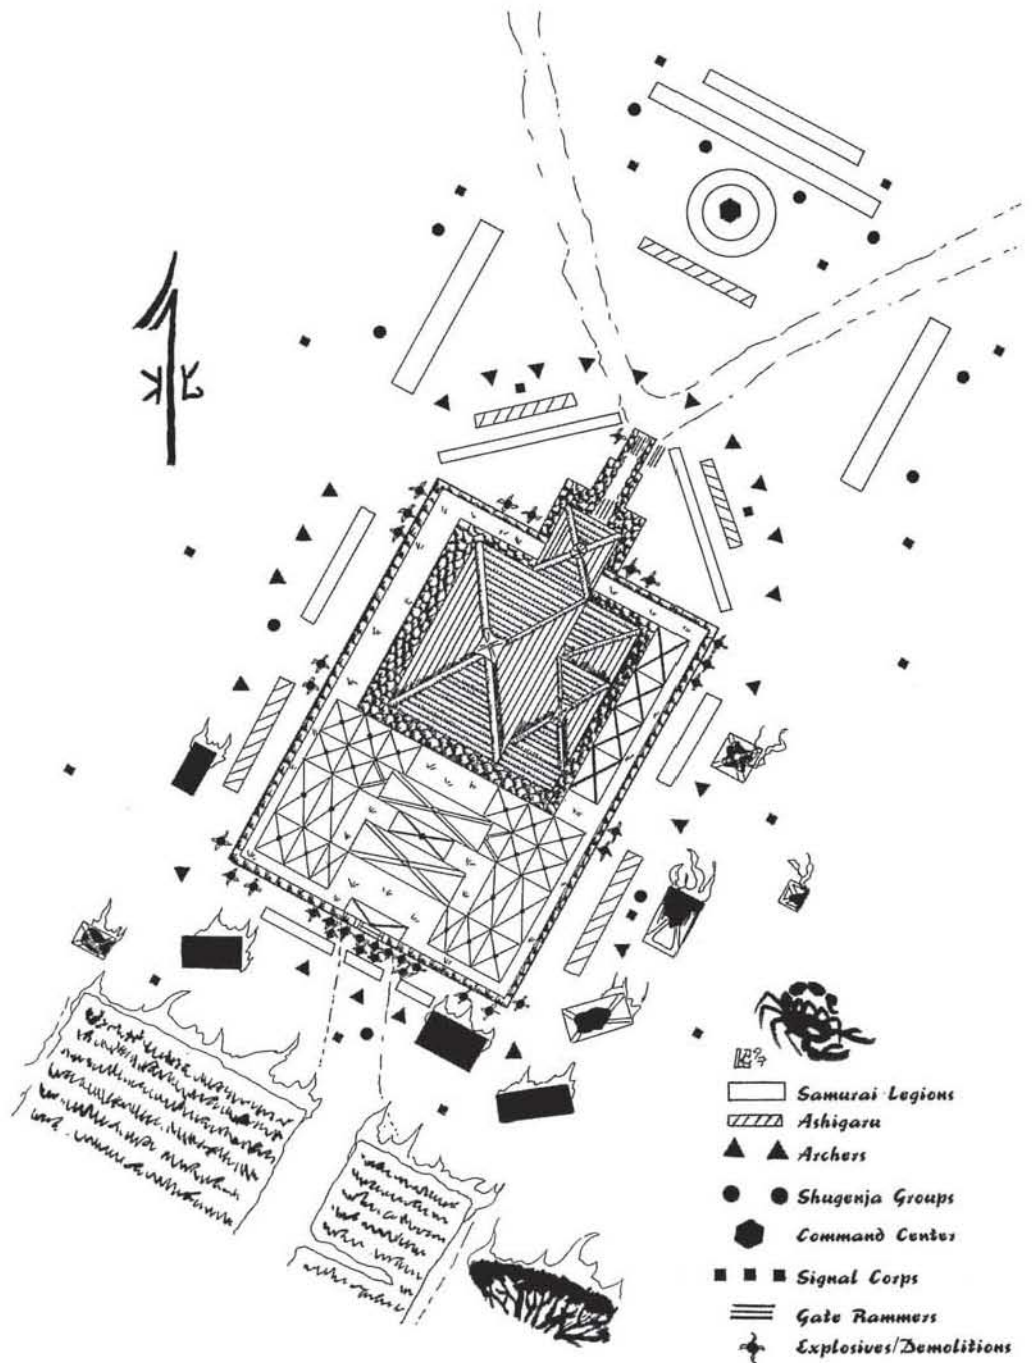 Samurai Legions
Ashigaru
Archers
Shugenja Groups
Command Center
Signal Corps
Gate Rammers
Explosives/Demolitions